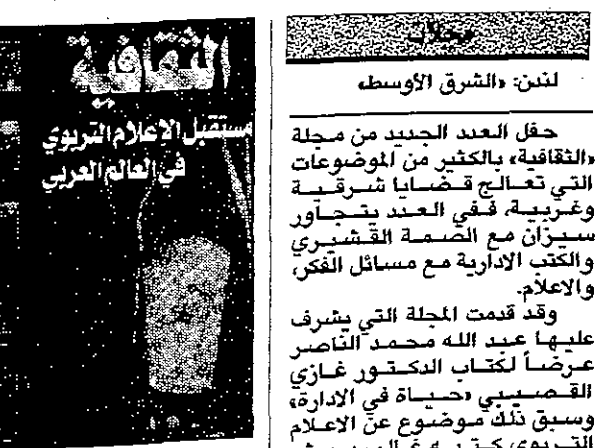 مجلات
لندن: «الشرق الأوسط»
حفل العدد الجديد من مجلة
«الثقافية» بالكثير من الموضوعات
التي تعالج قضايا شرقية
وغربية، ففي العدد يتجاور
سيزان مع الصمة القشيري
والكتب الادارية مع مسائل الفكر،
والاعلام.
وقد قدمت المجلة التي يشرف
عليها عبد الله محمد الناصر
عرضاً لكتاب الدكتور غازي
القصيبي «حياة في الادارة»
وسبق ذلك موضوع عن الاعلام
التربوي
الثقافية
مستقبل الإعلام التربوي
في العالم العربي